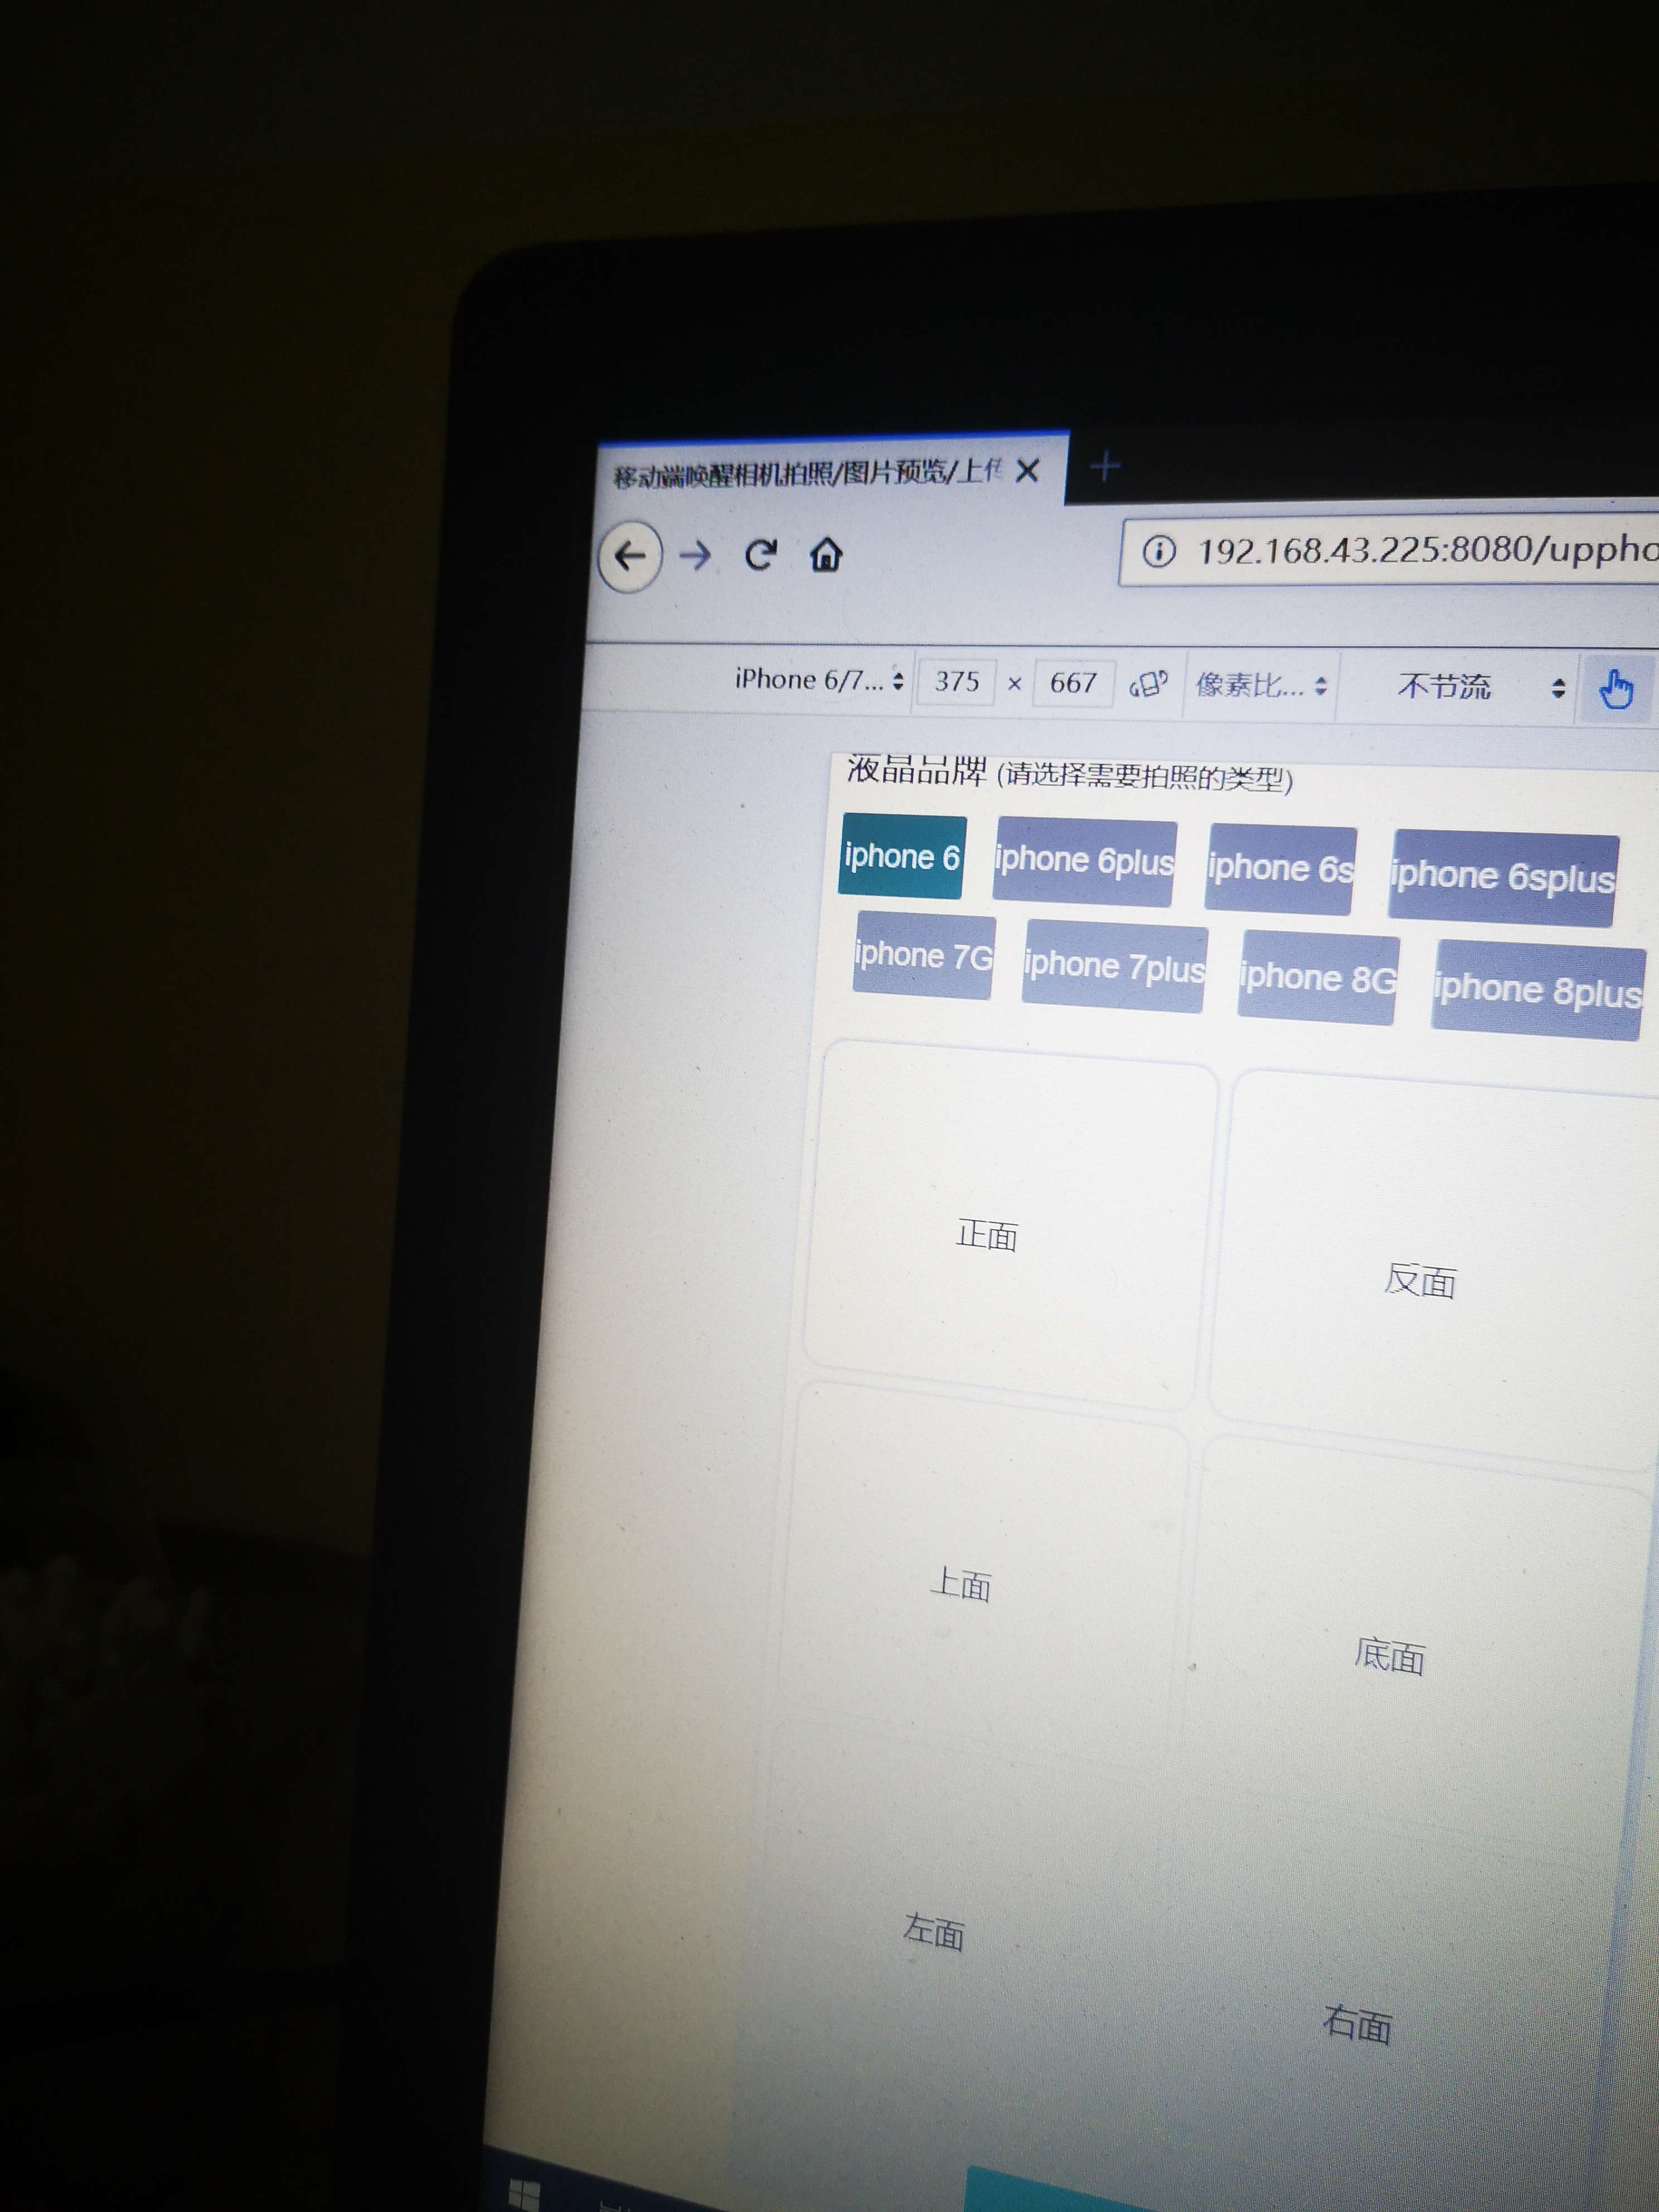 移动端唤醒相机拍照/图片预览/上传
192.168.43.225:8080/uppho
iPhone 6/7... 375 × 667 像素比... 不节流
液晶品牌 (请选择需要拍照的类型)
iphone 6 iphone 6plus iphone 6s iphone 6splus
iphone 7G iphone 7plus iphone 8G iphone 8plus
正面 反面
上面 底面
左面 右面